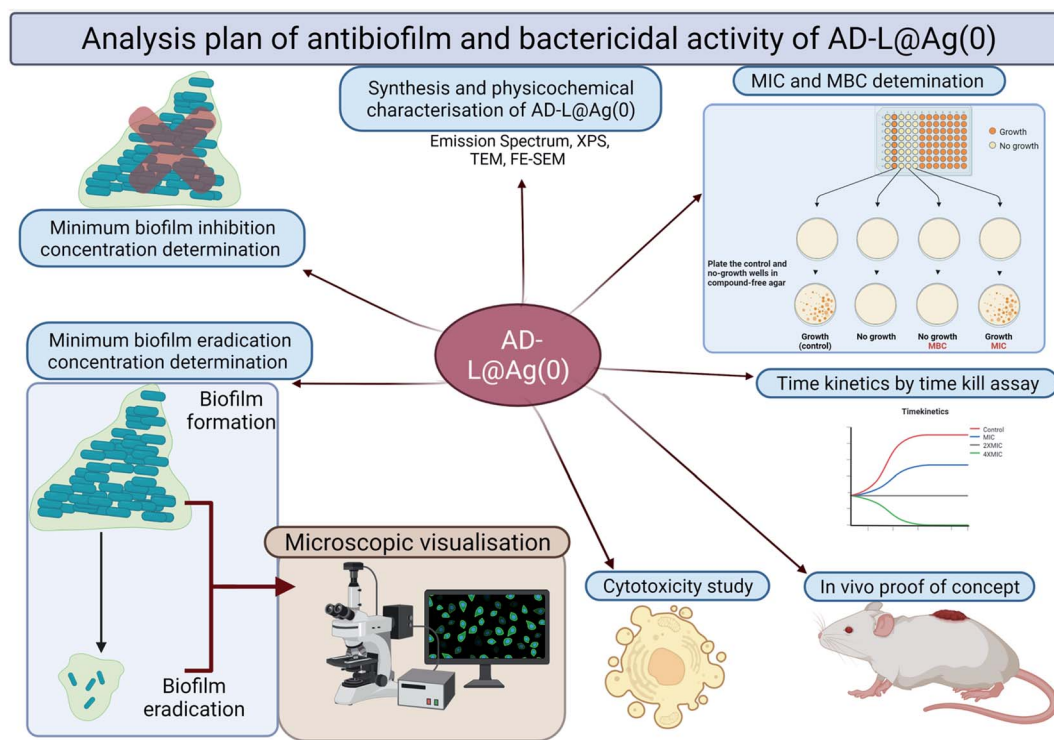 Analysis plan of antibiofilm and bactericidal activity of AD-L@Ag(0)
Synthesis and physicochemical
characterisation of AD-L@Ag(0)
Emission Spectrum, XPS,
TEM, FE-SEM
MIC and MBC detemination
Growth
No growth
Plate the control and
no-growth wells in
compound-free agar
Growth
(control)
No growth
No growth
MBC
Growth
MIC
Minimum biofilm inhibition
concentration determination
Minimum biofilm eradication
concentration determination
AD-
L@Ag(0)
Biofilm
formation
Biofilm
eradication
Microscopic visualisation
Time kinetics by time kill assay
Timekinetics
Control
MIC
2XMIC
4XMIC
Cytotoxicity study
In vivo proof of concept